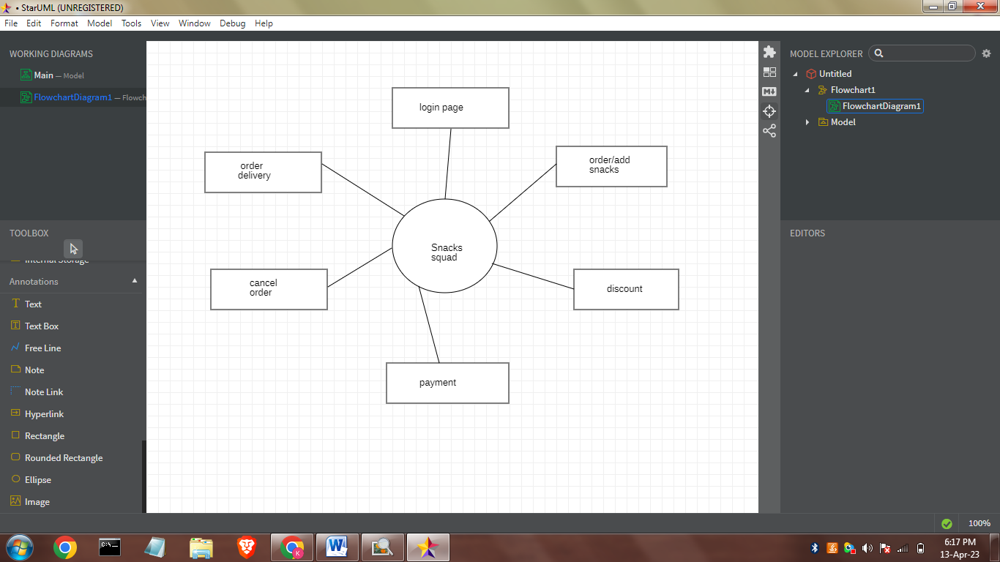 • StarUML (UNREGISTERED)
File Edit Format Model Tools View Window Debug Help
WORKING DIAGRAMS
Main — Model
FlowchartDiagram1 — Flowch
TOOLBOX
Internal Storage
Annotations
Text
Text Box
Free Line
Note
Note Link
Hyperlink
Rectangle
Rounded Rectangle
Ellipse
Image
login page
order
delivery
order/add
snacks
Snacks
squad
cancel
order
discount
payment
MODEL EXPLORER
Untitled
Flowchart1
FlowchartDiagram1
Model
EDITORS
100%
6:17 PM
13-Apr-23